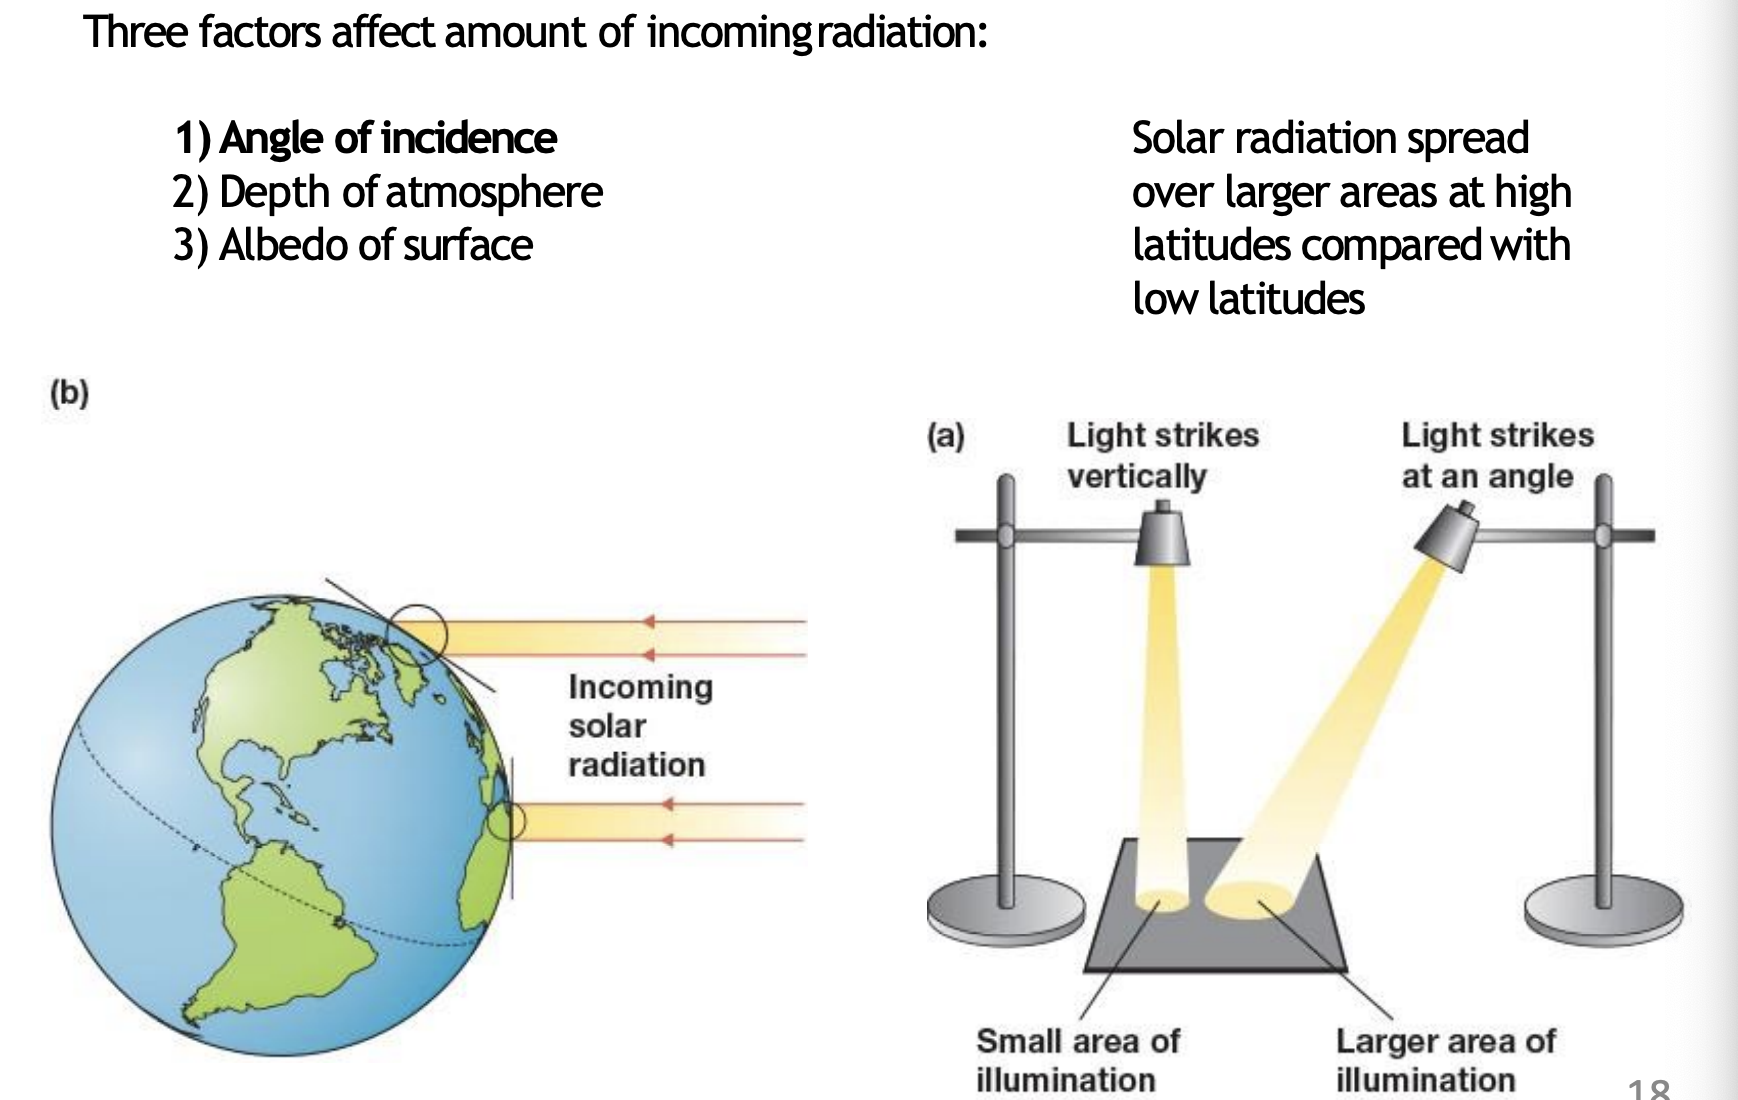 Three factors affect amount of incoming radiation:
1) Angle of incidence
2) Depth of atmosphere
3) Albedo of surface
Solar radiation spread
over larger areas at high
latitudes compared with
low latitudes
(b)
Incoming
solar
radiation
(a)
Light strikes
vertically
Light strikes
at an angle
Small area of
illumination
Larger area of
illumination
18